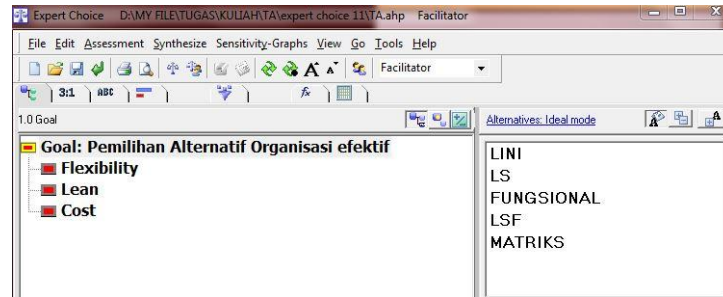 Expert Choice D:\MY FILE\TUGAS\KULIAH\TA\expert choice 11\TA.ahp Facilitator
File Edit Assessment Synthesize Sensitivity-Graphs View Go Tools Help
Facilitator
3:1 ABC
1.0 Goal
Alternatives: Ideal mode
Goal: Pemilihan Alternatif Organisasi efektif
Flexibility
Lean
Cost
LINI
LS
FUNGSIONAL
LSF
MATRIKS